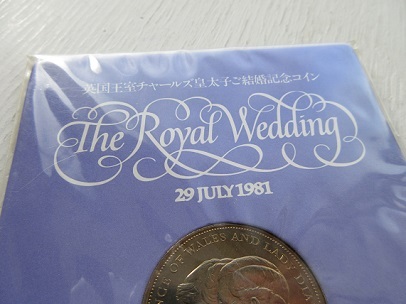 英国王室チャールズ皇太子ご結婚記念コイン
The Royal Wedding
29 JULY 1981
OF WALES AND LADY